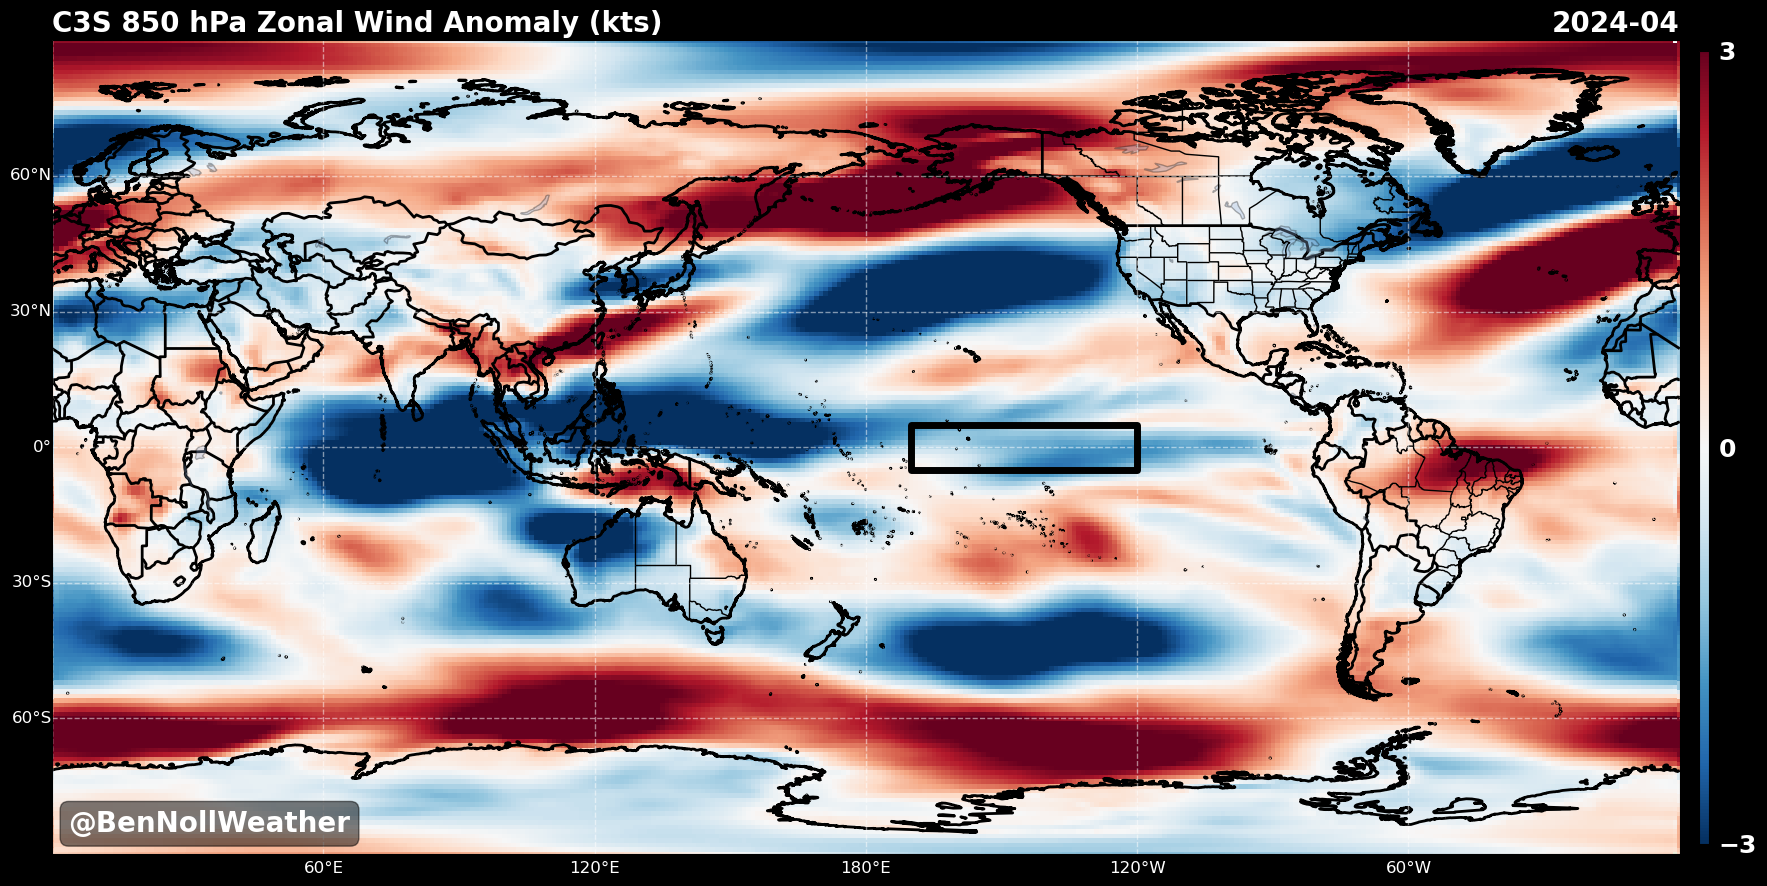 C3S 850 hPa Zonal Wind Anomaly (kts)
2024-04
3
60°N
30°N
0°
0
30°S
60°S
@BenNollWeather
−3
60°E
120°E
180°E
120°W
60°W